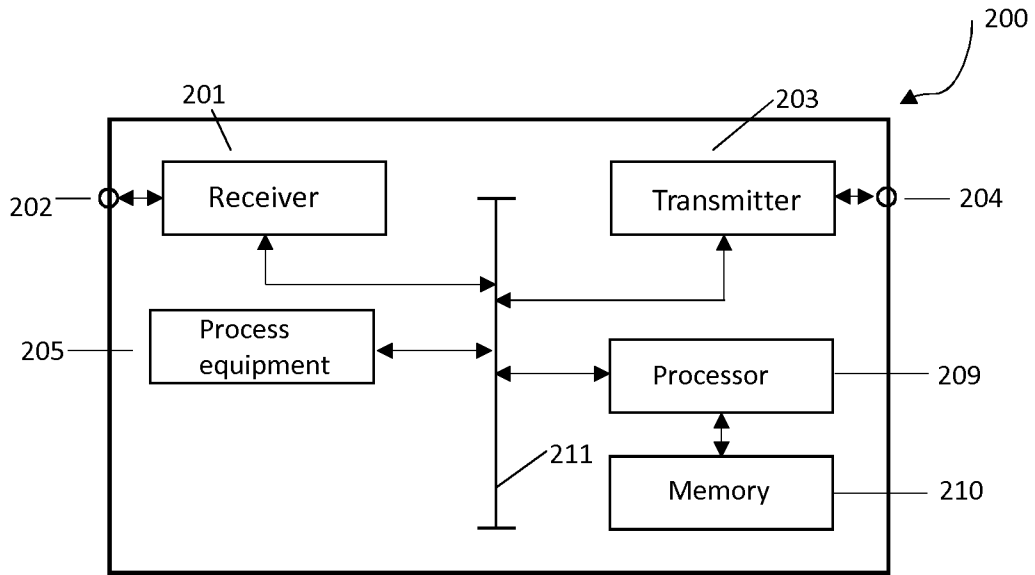 200
201
203
Receiver
Transmitter
202
204
Process
equipment
205
Processor
209
211
Memory
210